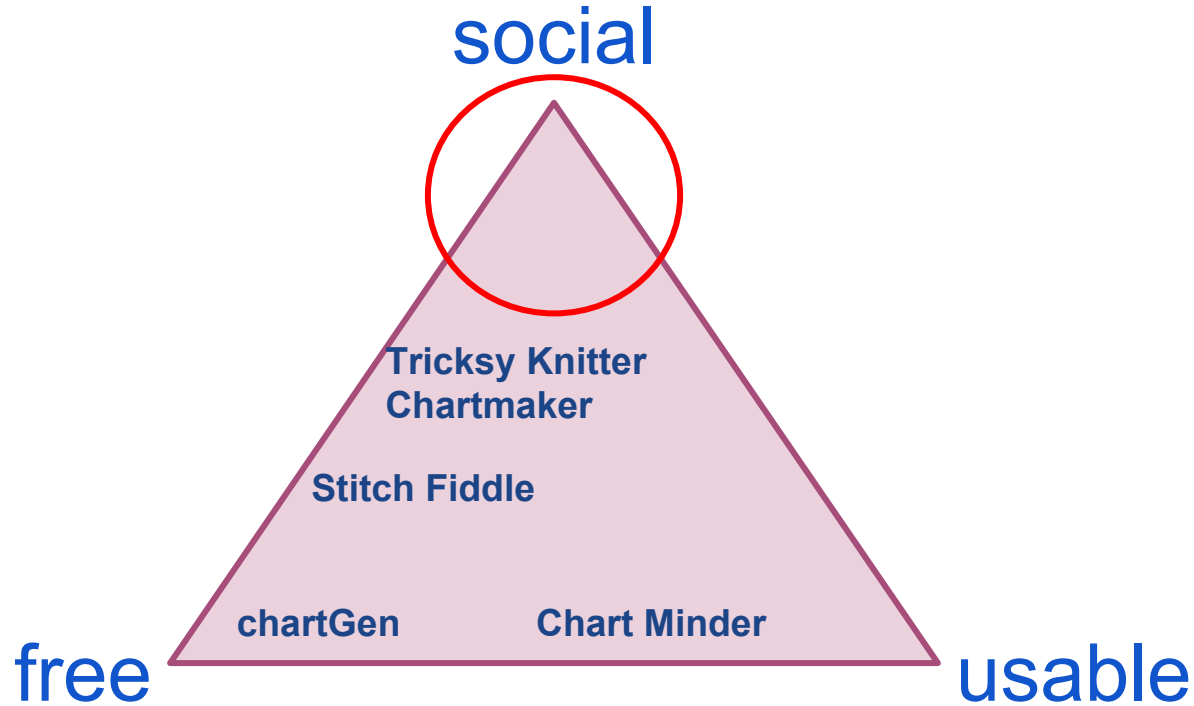 social
Tricksy Knitter
Chartmaker
Stitch Fiddle
chartGen
Chart Minder
free
usable